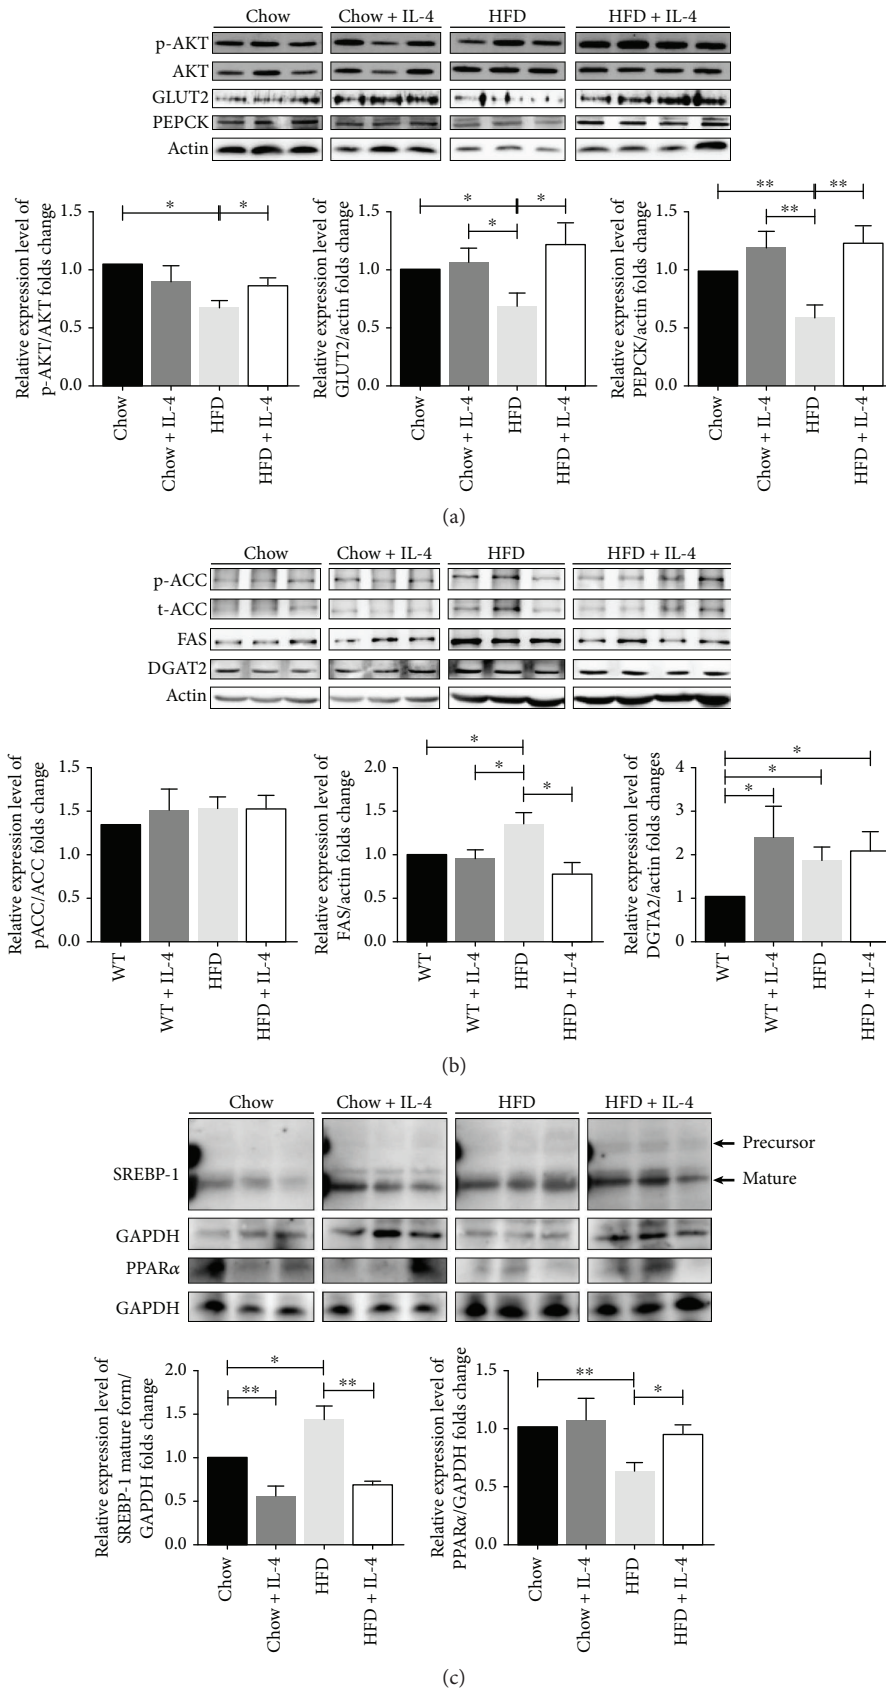 Chow Chow + IL-4 HFD HFD + IL-4
p-AKT
AKT
GLUT2
PEPCK
Actin
Relative expression level of
p-AKT/AKT folds change
1.5
1.0
0.5
0.0
* *
Chow
Chow + IL-4
HFD
HFD + IL-4
Relative expression level of
GLUT2/actin folds change
1.5
1.0
0.5
0.0
* *
*
Chow
Chow + IL-4
HFD
HFD + IL-4
Relative expression level of
PEPCK/actin folds change
1.5
1.0
0.5
0.0
** **
**
Chow
Chow + IL-4
HFD
HFD + IL-4
(a)
Chow Chow + IL-4 HFD HFD + IL-4
p-ACC
t-ACC
FAS
DGAT2
Actin
Relative expression level of
pACC/ACC folds change
1.5
1.5
1.0
0.5
0.0
WT
WT + IL-4
HFD
HFD + IL-4
Relative expression level of
FAS/actin folds change
2.0
1.5
1.0
0.5
0.0
*
*
*
WT
WT + IL-4
HFD
HFD + IL-4
Relative expression level of
DGTA2/actin folds changes
4
3
2
1
0
*
*
*
WT
WT + IL-4
HFD
HFD + IL-4
(b)
Chow Chow + IL-4 HFD HFD + IL-4
SREBP-1
Precursor
Mature
GAPDH
PPARα
GAPDH
Relative expression level of
SREBP-1 mature form/
GAPDH folds change
2.0
1.5
1.0
0.5
0.0
*
** **
Chow
Chow + IL-4
HFD
HFD + IL-4
Relative expression level of
PPARα/GAPDH folds change
1.5
1.0
0.5
0.0
**
*
Chow
Chow + IL-4
HFD
HFD + IL-4
(c)